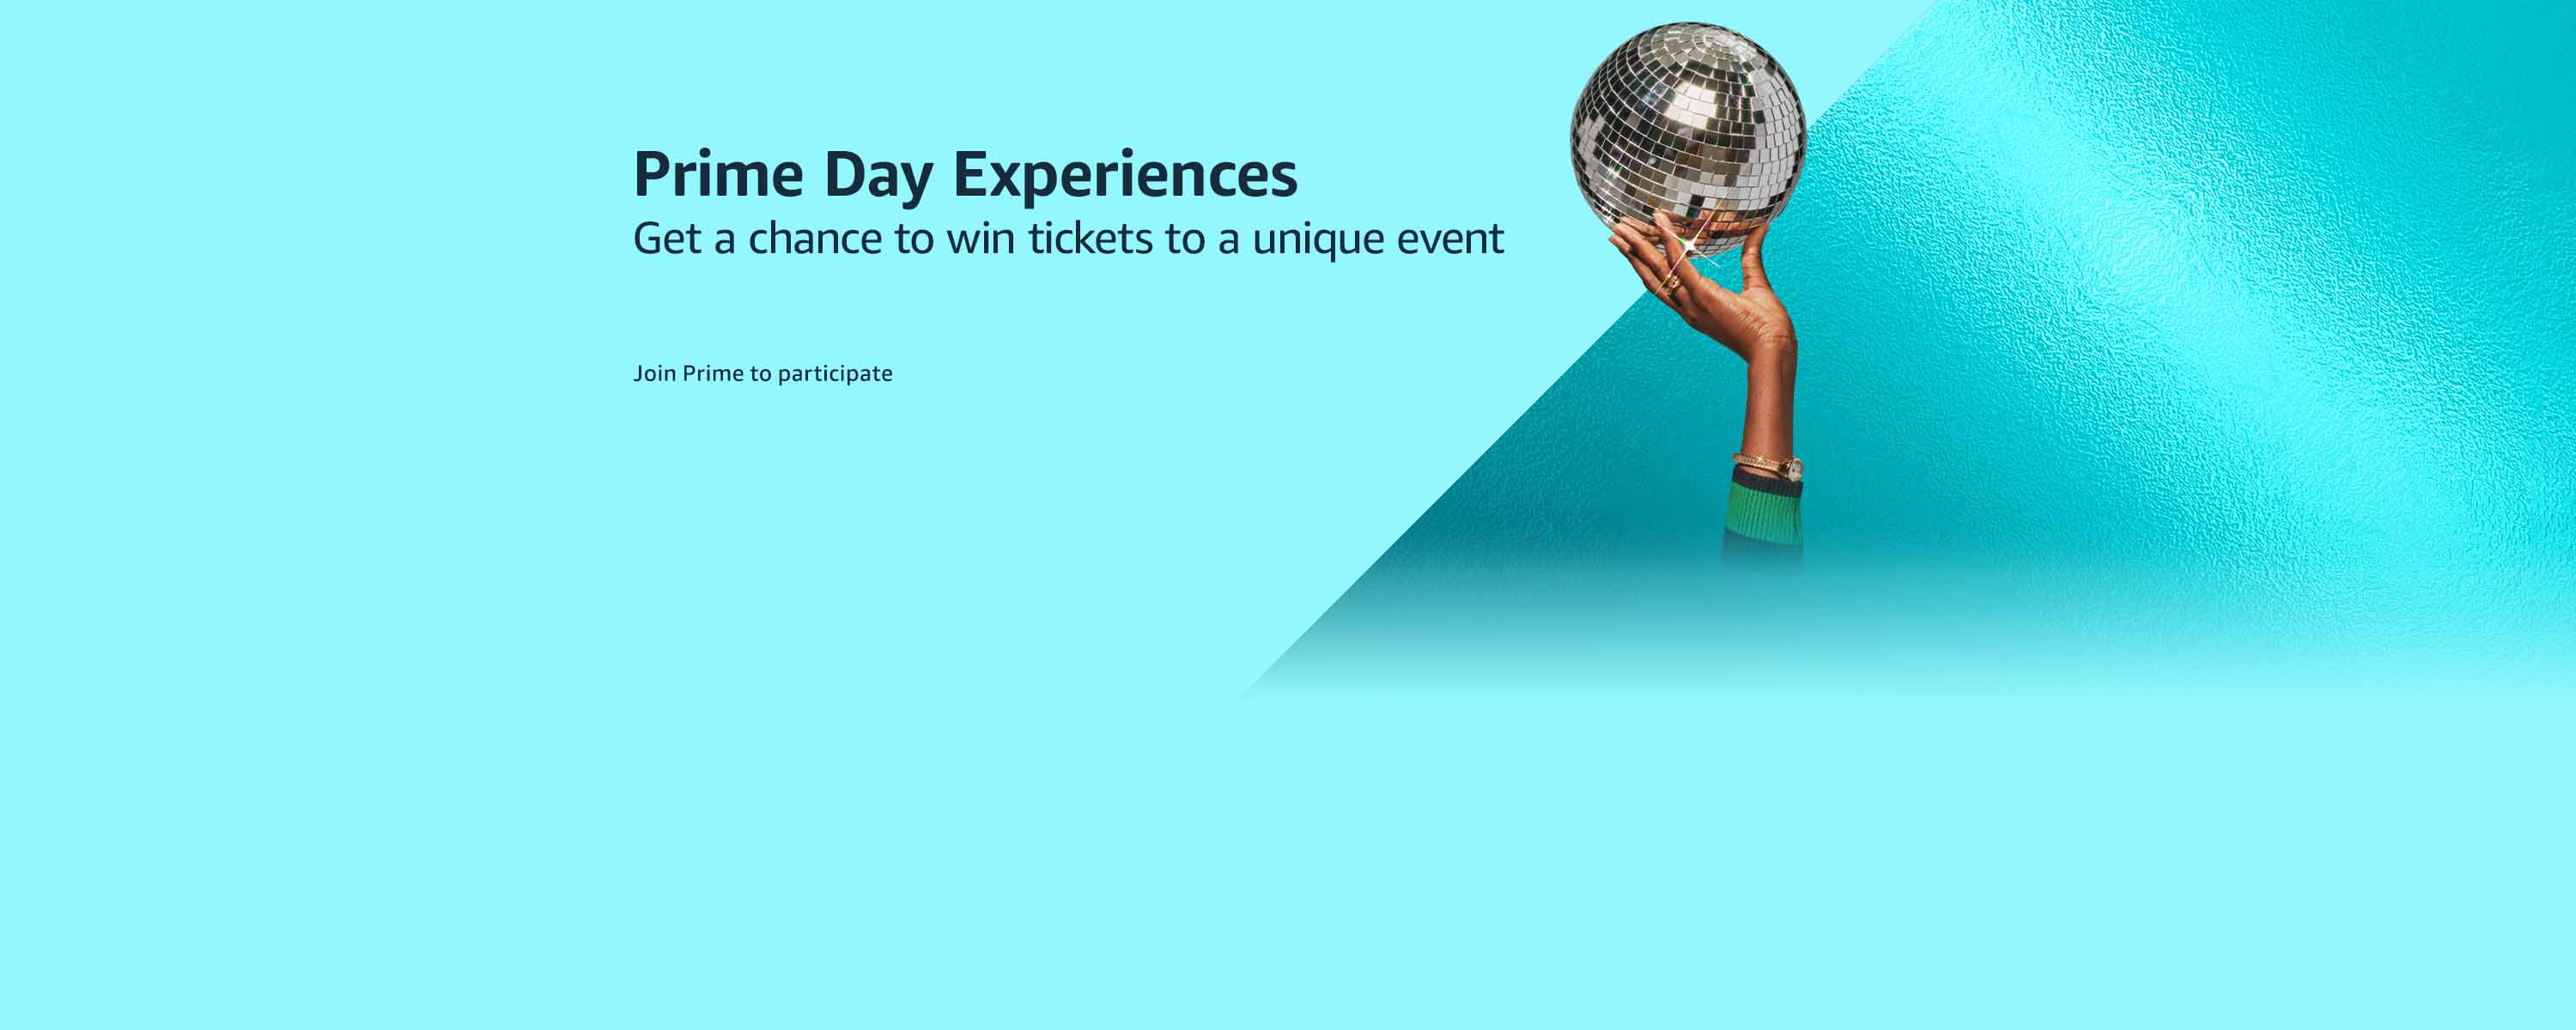 Prime Day Experiences
Get a chance to win tickets to a unique event
Join Prime to participate